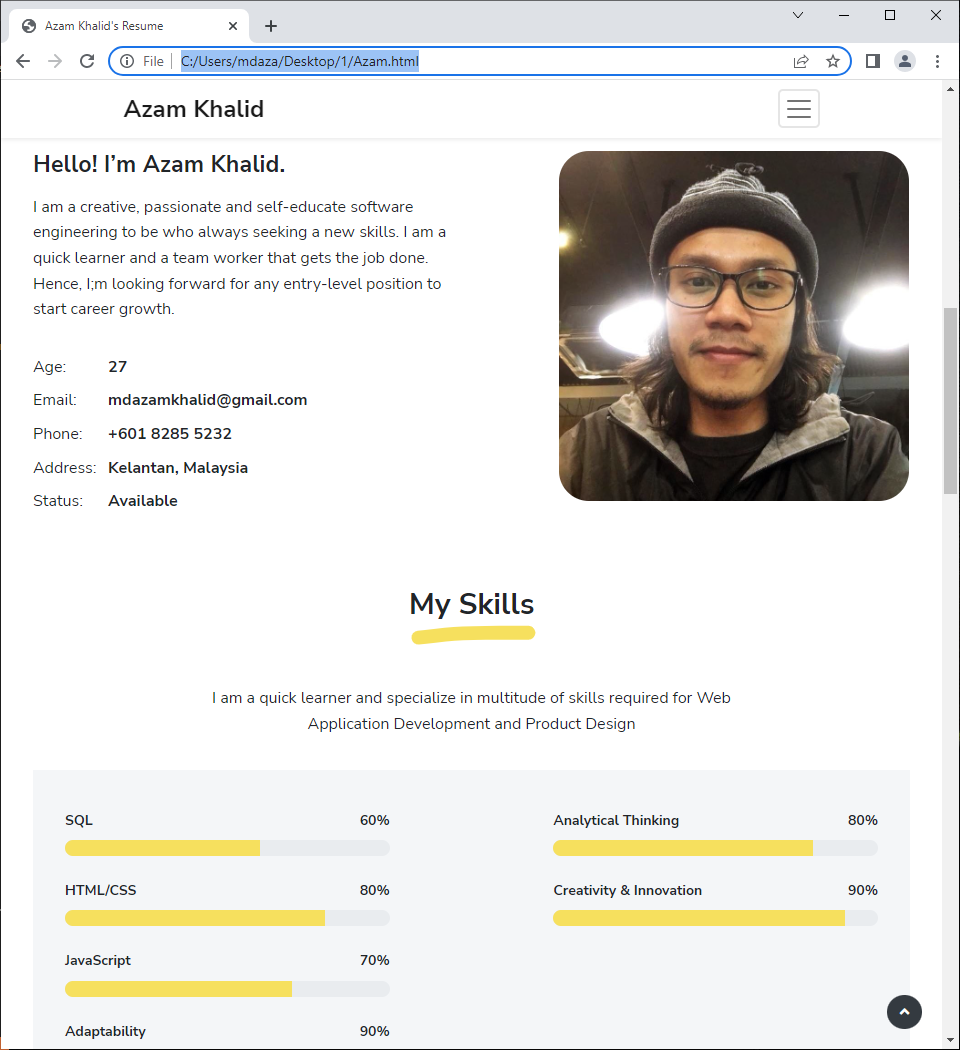 Azam Khalid's Resume
File
C:/Users/mdaza/Desktop/1/Azam.html
Azam Khalid
Hello! I’m Azam Khalid.
I am a creative, passionate and self-educate software
engineering to be who always seeking a new skills. I am a
quick learner and a team worker that gets the job done.
Hence, I;m looking forward for any entry-level position to
start career growth.
Age: 27
Email: mdazamkhalid@gmail.com
Phone: +601 8285 5232
Address: Kelantan, Malaysia
Status: Available
My Skills
I am a quick learner and specialize in multitude of skills required for Web
Application Development and Product Design
SQL 60%
HTML/CSS 80%
JavaScript 70%
Adaptability 90%
Analytical Thinking 80%
Creativity & Innovation 90%